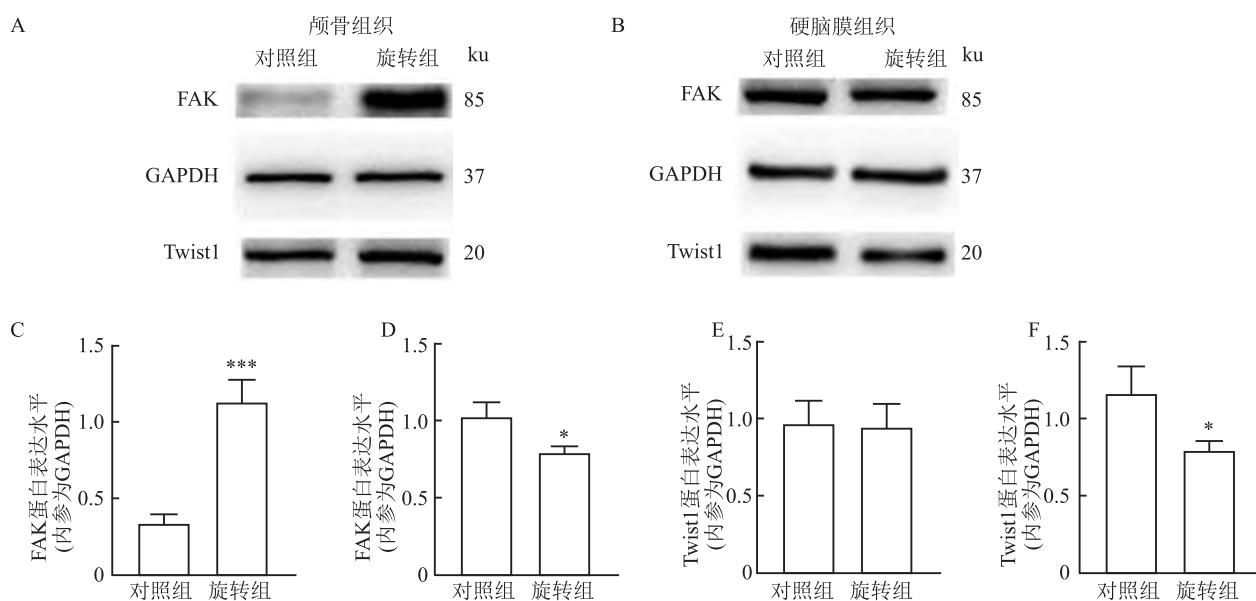 A
颅骨组织
对照组
旋转组
ku
FAK
85
GAPDH
37
Twist1
20
B
硬脑膜组织
对照组
旋转组
ku
FAK
85
GAPDH
37
Twist1
20
C
FAK蛋白表达水平
(内参为GAPDH)
1.5
1.0
0.5
0
***
对照组
旋转组
D
FAK蛋白表达水平
(内参为GAPDH)
1.5
1.0
0.5
0
*
对照组
旋转组
E
Twist1蛋白表达水平
(内参为GAPDH)
1.5
1.0
0.5
0
对照组
旋转组
F
Twist1蛋白表达水平
(内参为GAPDH)
1.5
1.0
0.5
0
*
对照组
旋转组